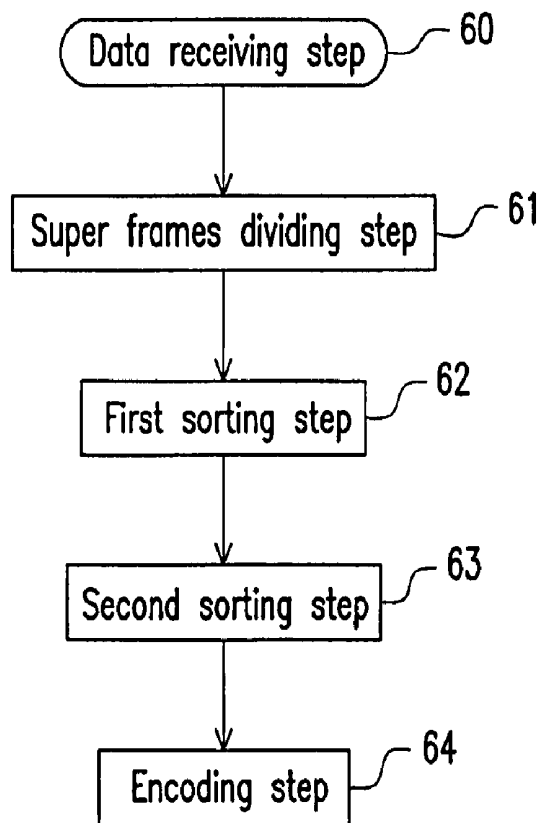 Data receiving step
60
Super frames dividing step
61
First sorting step
62
Second sorting step
63
Encoding step
64